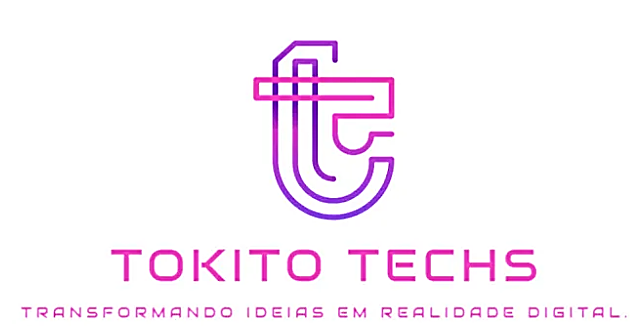 TOKITO TECHS
TRANSFORMANDO IDEIAS EM REALIDADE DIGITAL.